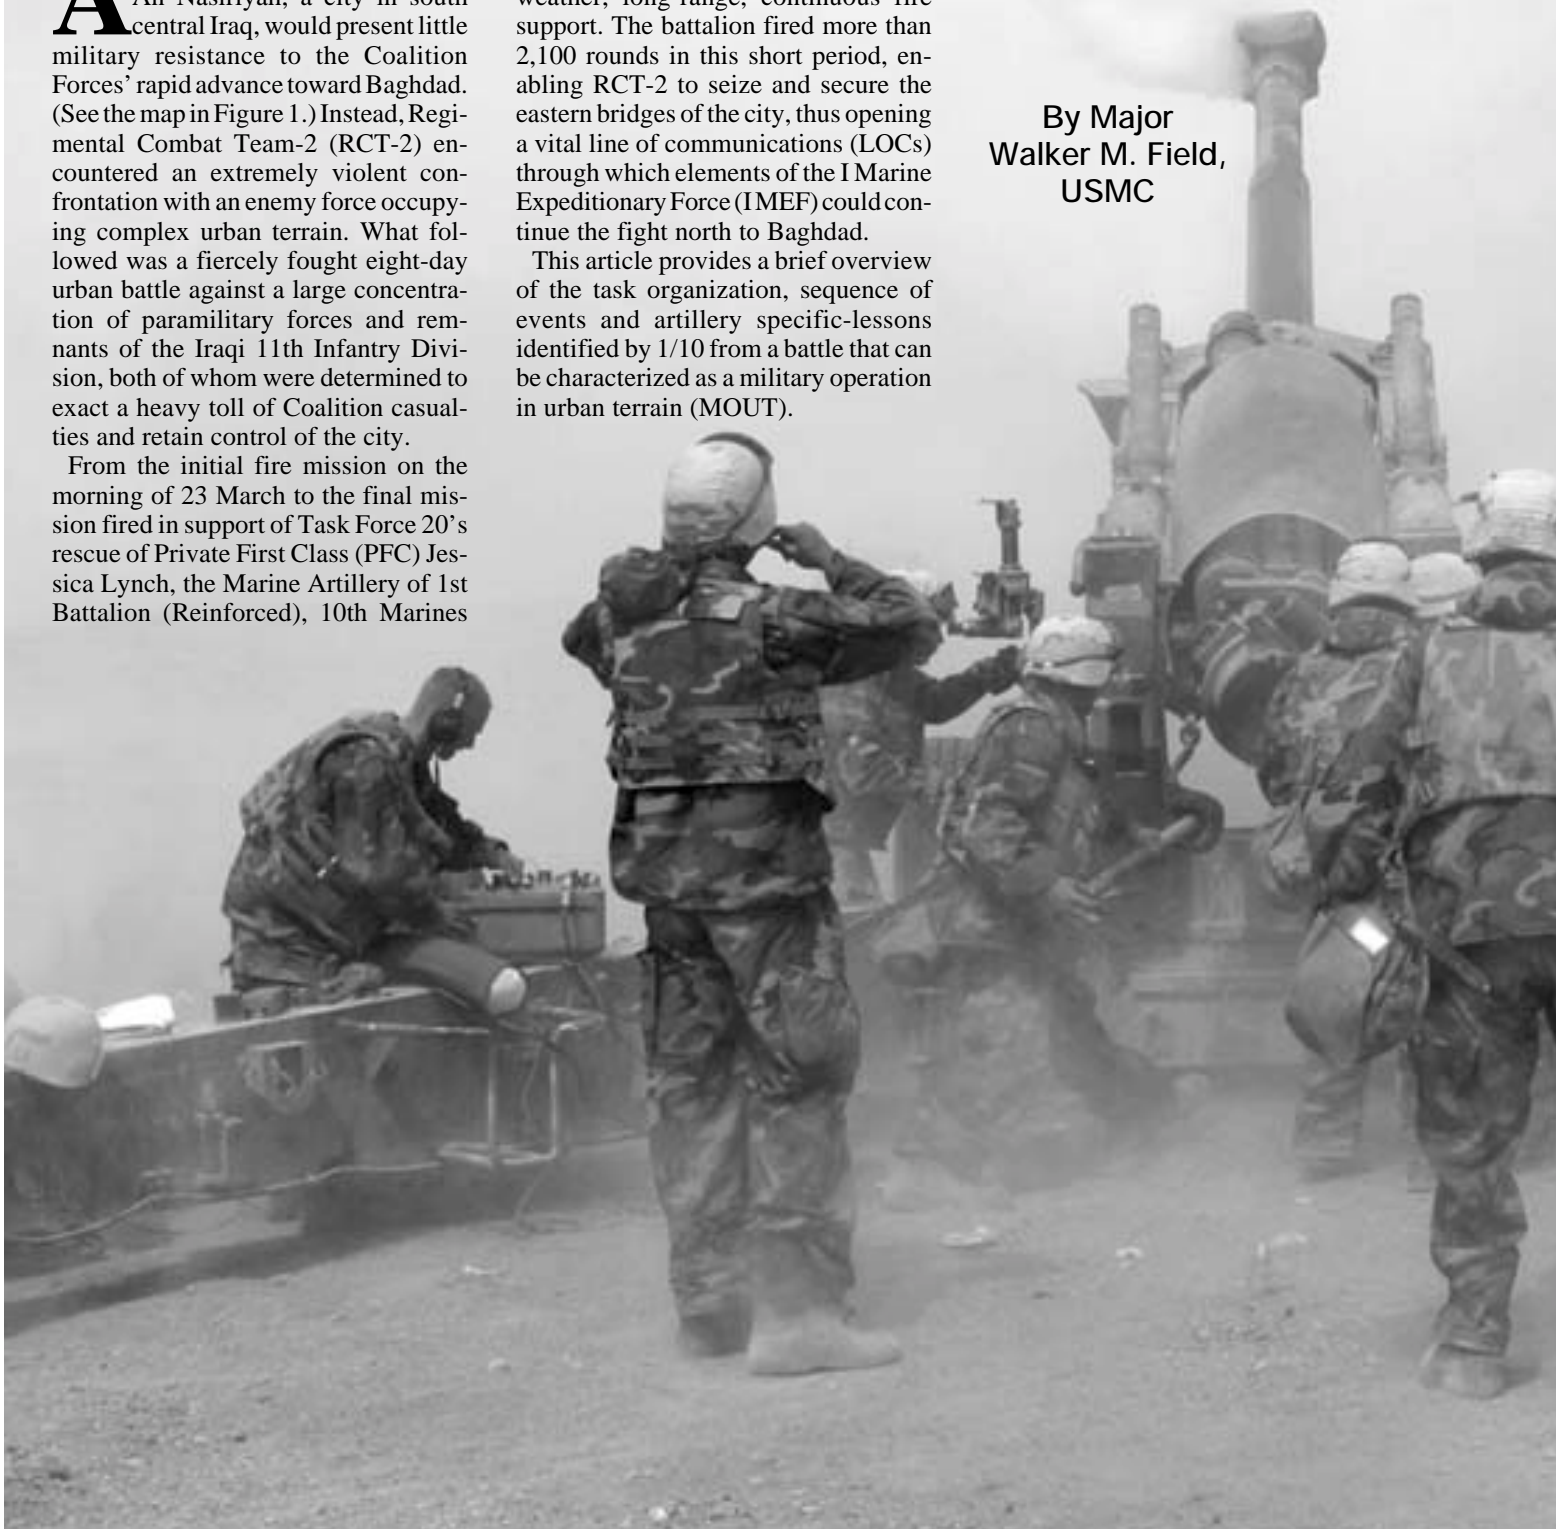 A An Nasiriyah, a city in south
central Iraq, would present little
military resistance to the Coalition
Forces' rapid advance toward Baghdad.
(See the map in Figure 1.) Instead, Regi-
mental Combat Team-2 (RCT-2) en-
countered an extremely violent con-
frontation with an enemy force occupy-
ing complex urban terrain. What fol-
lowed was a fiercely fought eight-day
urban battle against a large concentra-
tion of paramilitary forces and rem-
nants of the Iraqi 11th Infantry Divi-
sion, both of whom were determined to
exact a heavy toll of Coalition casual-
ties and retain control of the city.
From the initial fire mission on the
morning of 23 March to the final mis-
sion fired in support of Task Force 20's
rescue of Private First Class (PFC) Jes-
sica Lynch, the Marine Artillery of 1st
Battalion (Reinforced), 10th Marines
weather, long-range, continuous fire
support. The battalion fired more than
2,100 rounds in this short period, en-
abling RCT-2 to seize and secure the
eastern bridges of the city, thus opening
a vital line of communications (LOCs)
through which elements of the I Marine
Expeditionary Force (I MEF) could con-
tinue the fight north to Baghdad.
This article provides a brief overview
of the task organization, sequence of
events and artillery specific-lessons
identified by 1/10 from a battle that can
be characterized as a military operation
in urban terrain (MOUT).
By Major
Walker M. Field,
USMC